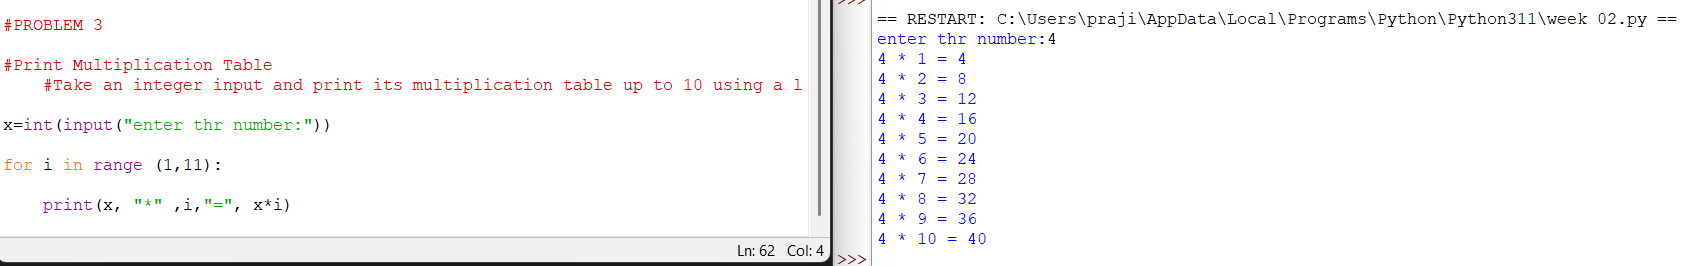 #PROBLEM 3
#Print Multiplication Table
#Take an integer input and print its multiplication table up to 10 using a l
x=int(input("enter thr number:"))
for i in range (1,11):
print(x, "*" ,i,"=", x*i)
Ln: 62 Col: 4
>>>
== RESTART: C:\Users\praji\AppData\Local\Programs\Python\Python311\week 02.py ==
enter thr number:4
4 * 1 = 4
4 * 2 = 8
4 * 3 = 12
4 * 4 = 16
4 * 5 = 20
4 * 6 = 24
4 * 7 = 28
4 * 8 = 32
4 * 9 = 36
4 * 10 = 40
>>>